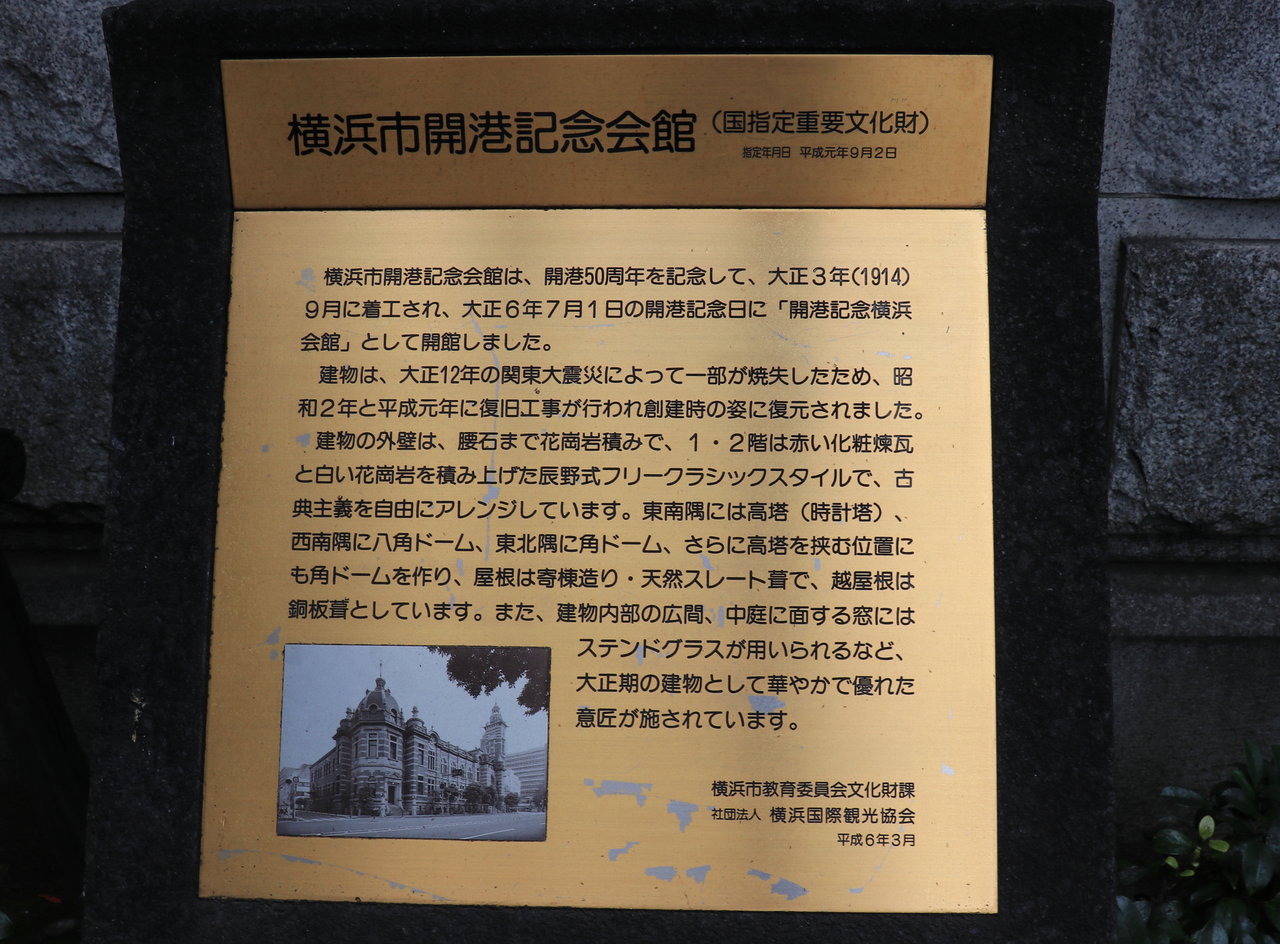 横浜市開港記念会館（国指定重要文化財）
指定年月日 平成元年９月２日
横浜市開港記念会館は、開港50周年を記念して、大正３年(1914)
９月に着工され、大正６年７月１日の開港記念日に「開港記念横浜
会館」として開館しました。
建物は、大正12年の関東大震災によって一部が焼失したため、昭
和２年と平成元年に復旧工事が行われ創建時の姿に復元されました。
建物の外壁は、腰石まで花崗岩積みで、１・２階は赤い化粧煉瓦
と白い花崗岩を積み上げた辰野式フリークラシックスタイルで、古
典主義を自由にアレンジしています。東南隅には高塔（時計塔）、
西南隅に八角ドーム、東北隅に角ドーム、さらに高塔を挟む位置に
も角ドームを作り、屋根は寄棟造り・天然スレート葺で、越屋根は
銅板葺としています。また、建物内部の広間、中庭に面する窓には
ステンドグラスが用いられるなど、
大正期の建物として華やかで優れた
意匠が施されています。
横浜市教育委員会文化財課
社団法人 横浜国際観光協会
平成６年３月